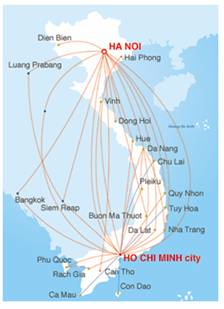 Dien Bien
HA NOI
Hai Phong
Luang Prabang
Vinh
Dong Hoi
Hue
Da Nang
Chu Lai
Pleiku
Bangkok
Siem Reap
Quy Nhon
Buon Ma Thuot
Tuy Hoa
Da Lat
Nha Trang
HO CHI MINH city
Phu Quoc
Rach Gia
Can Tho
Con Dao
Ca Mau